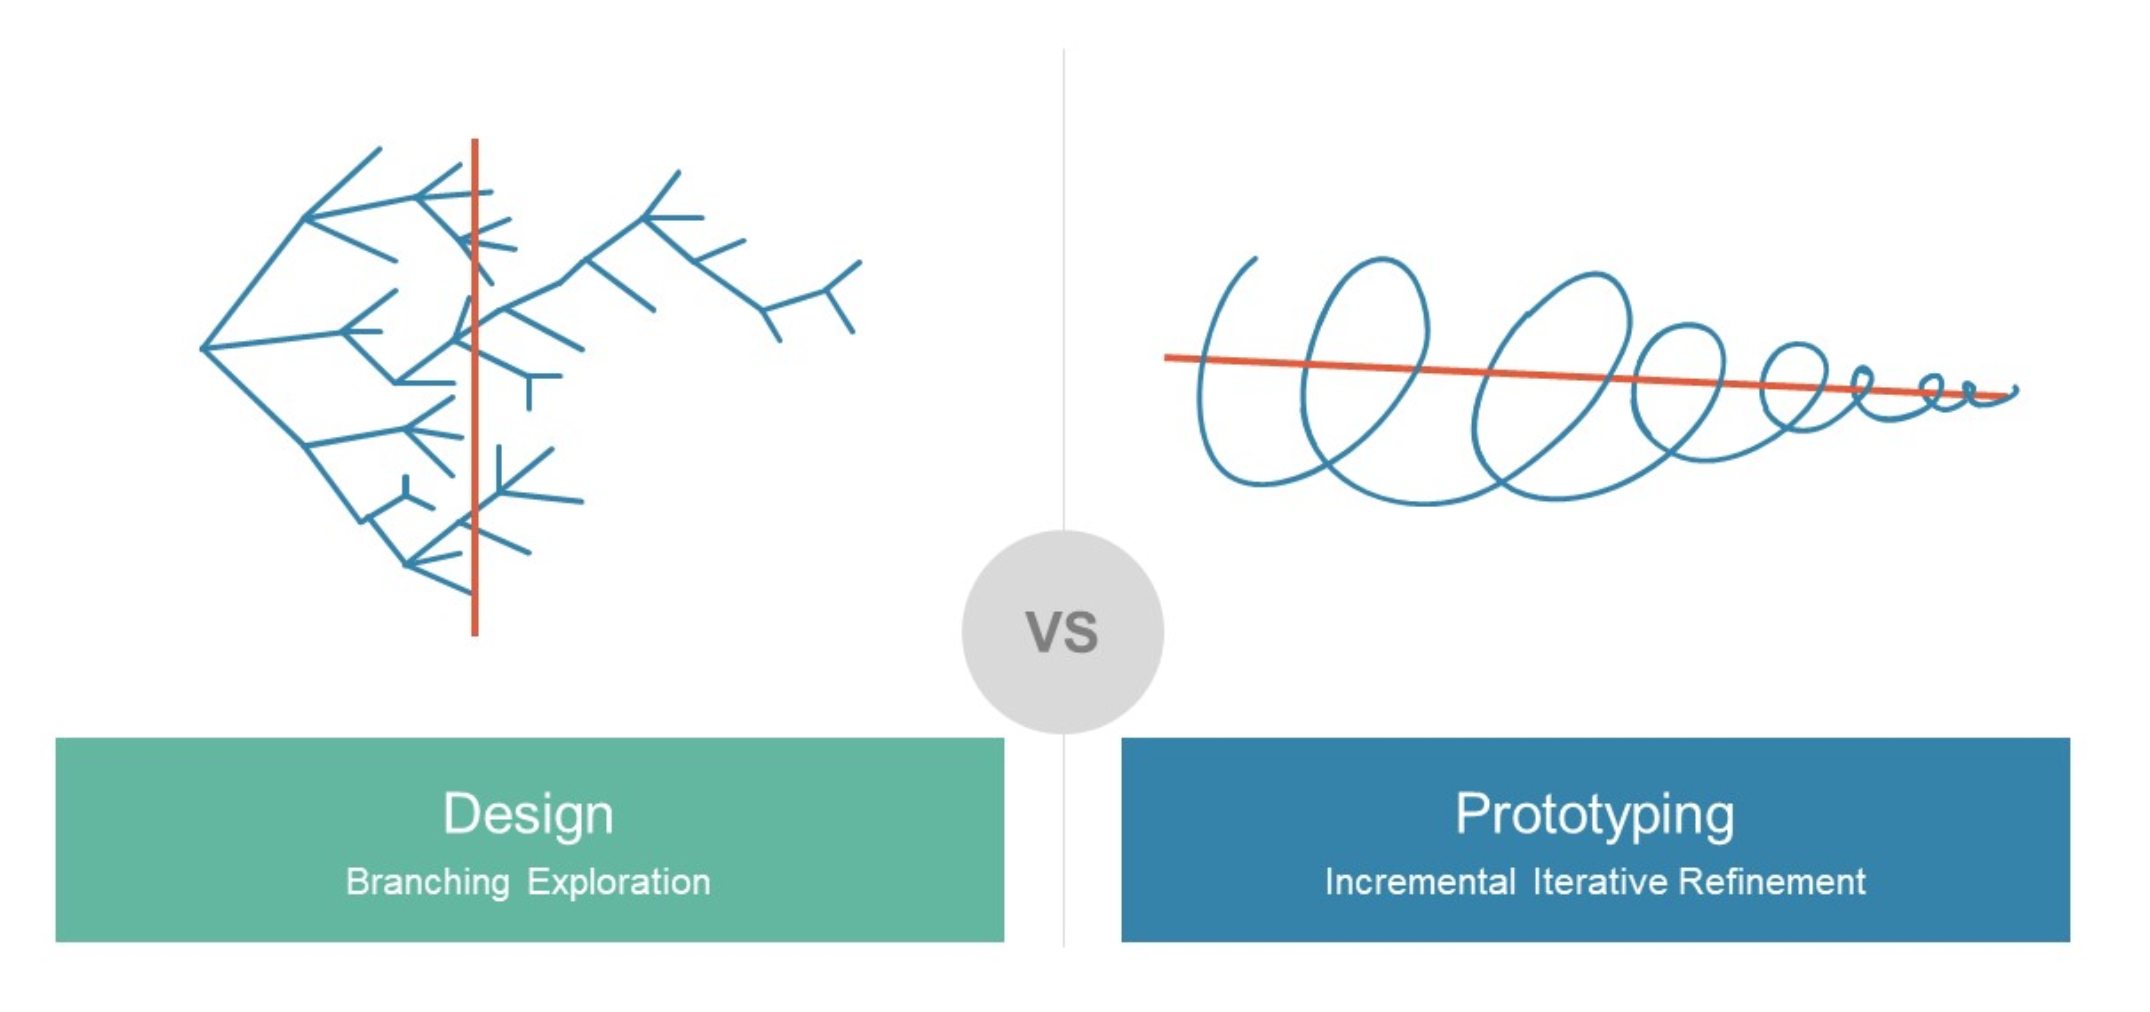 VS
Design
Branching Exploration
Prototyping
Incremental Iterative Refinement